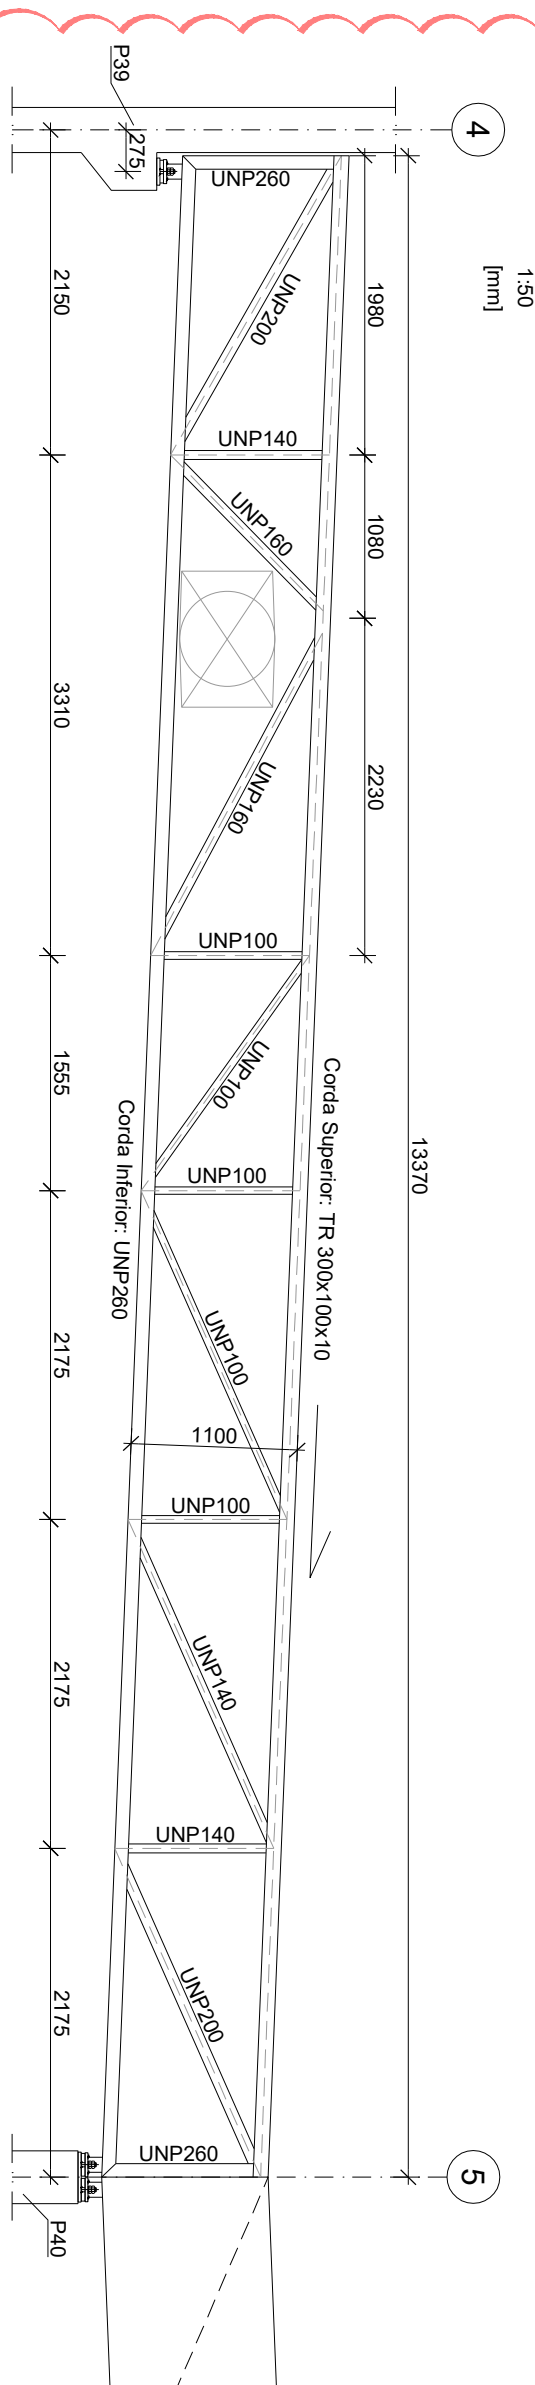 1:50
[mm]
4
5
13370
1980
1080
2230
Corda Superior: TR 300x100x10
UNP260
UNP200
UNP140
UNP160
UNP160
UNP100
UNP100
UNP100
UNP100
UNP100
UNP140
UNP140
UNP200
UNP260
1100
Corda Inferior: UNP260
P39
275
P40
2150
3310
1555
2175
2175
2175